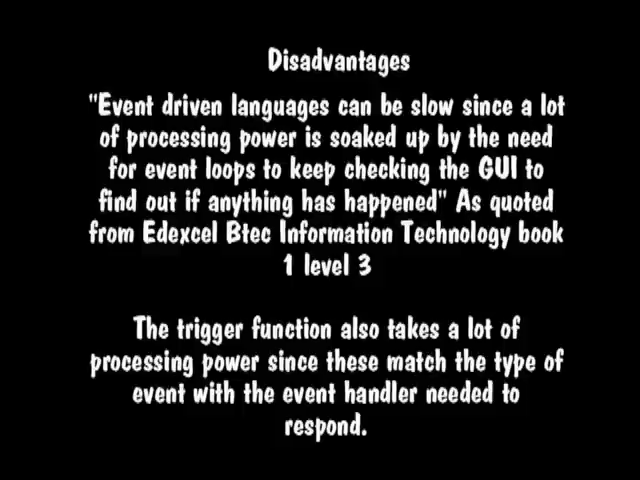 Disadvantages
"Event driven languages can be slow since a lot
of processing power is soaked up by the need
for event loops to keep checking the GUI to
find out if anything has happened" As quoted
from Edexcel Btec Information Technology book
1 level 3
The trigger function also takes a lot of
processing power since these match the type of
event with the event handler needed to
respond.